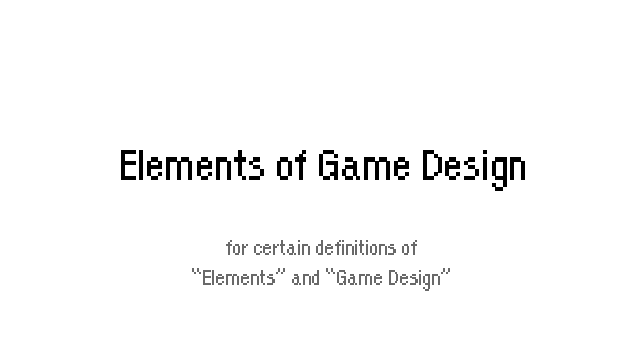 Elements of Game Design
for certain definitions of
“Elements” and “Game Design”